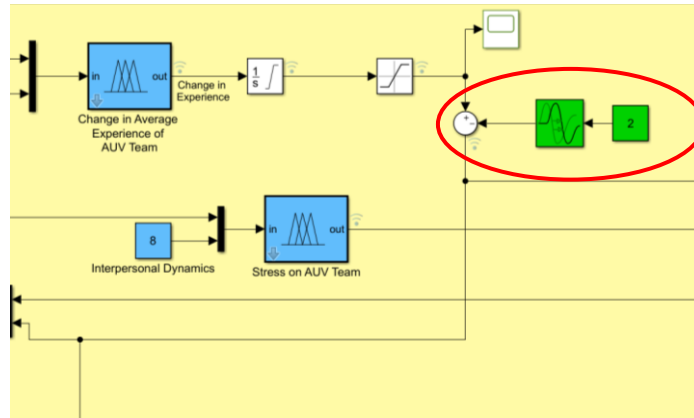 in
out
Change in
Experience
1
s
Change in Average
Experience of
AUV Team
+
−
2
8
Interpersonal Dynamics
in
out
Stress on AUV Team